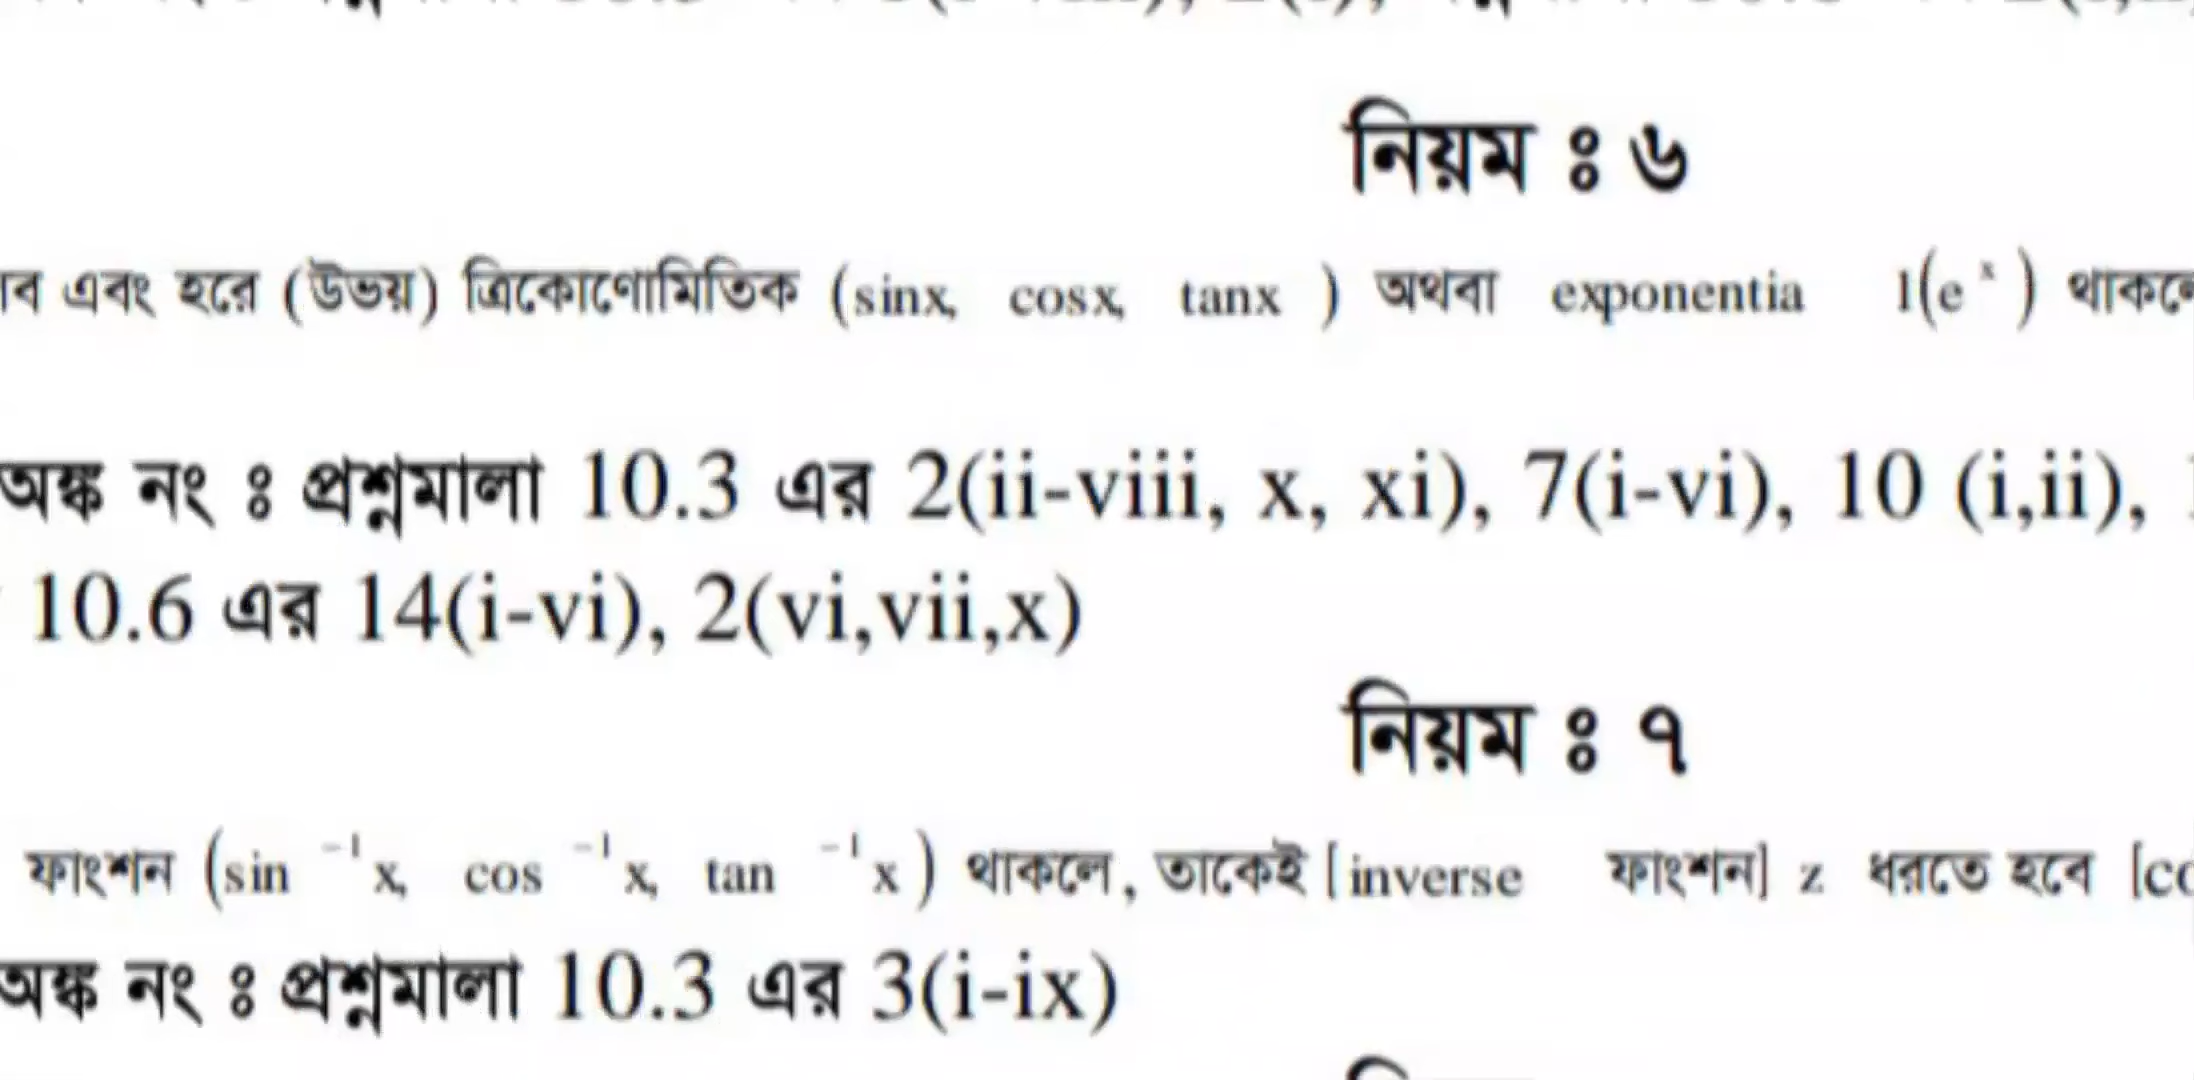 নিয়ম ঃ ৬
এবং হরে (উভয়) ত্রিকোণোমিতিক (sinx, cosx, tanx ) অথবা exponentia l(e ˣ )
অঙ্ক নং ঃ প্রশ্নমালা 10.3 এর 2(ii-viii, x, xi), 7(i-vi), 10 (i,ii),
10.6 এর 14(i-vi), 2(vi,vii,x)
নিয়ম ঃ ৭
ফাংশন (sin ⁻¹x, cos ⁻¹x, tan ⁻¹x) থাকলে, তাকেই [inverse ফাংশন] z ধরতে হবে
অঙ্ক নং ঃ প্রশ্নমালা 10.3 এর 3(i-ix)